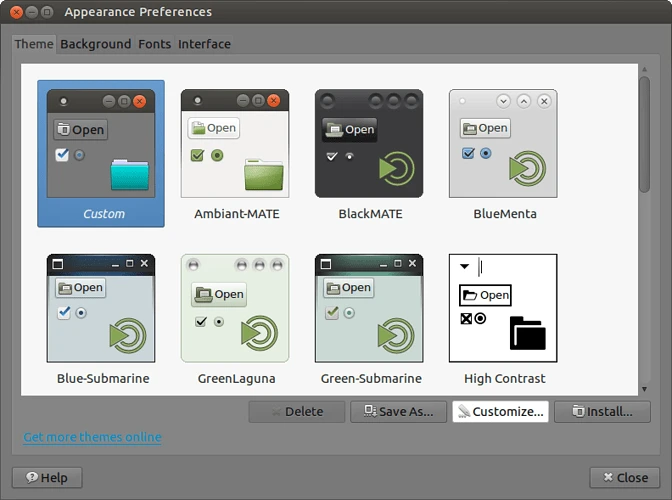 Appearance Preferences
Theme Background Fonts Interface
Open Open Open Open
Custom Ambiant-MATE BlackMATE BlueMenta
Open Open Open Open
Blue-Submarine GreenLaguna Green-Submarine High Contrast
Delete Save As... Customize... Install...
Get more themes online
Help Close